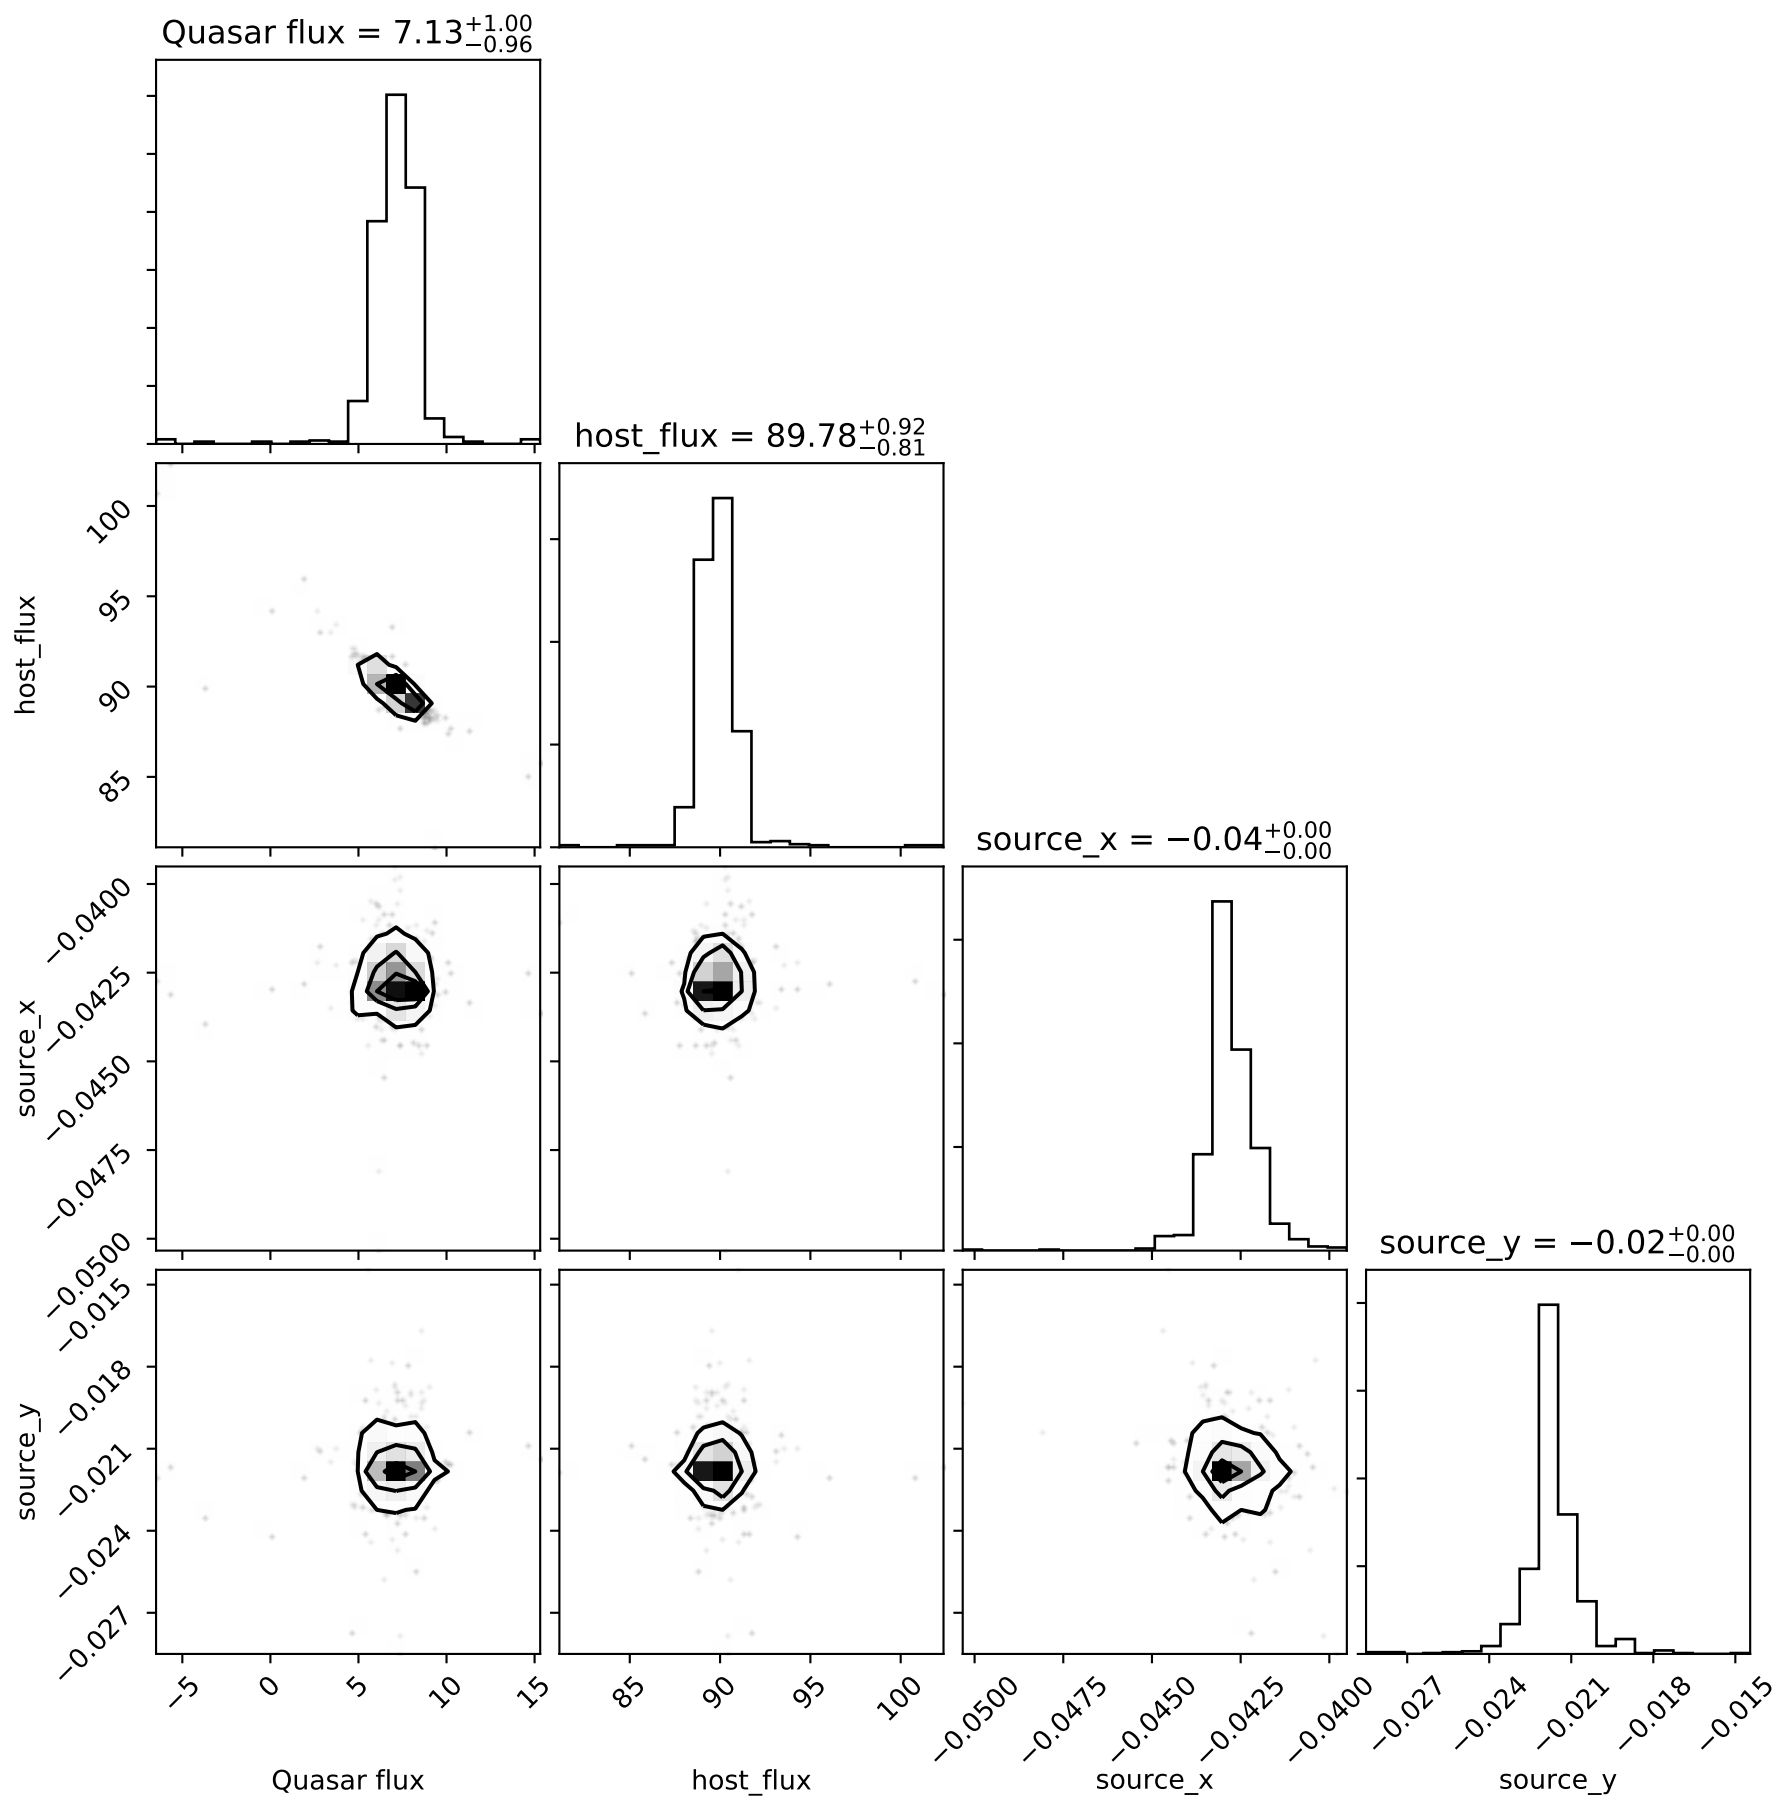 Quasar flux = 7.13 +1.00 −0.96
host_flux = 89.78 +0.92 −0.81
100
95
90
85
host_flux
source_x = −0.04 +0.00 −0.00
−0.0400
−0.0425
−0.0450
−0.0475
−0.0500
source_x
source_y = −0.02 +0.00 −0.00
−0.015
−0.018
−0.021
−0.024
−0.027
source_y
−5 0 5 10 15
85 90 95 100
−0.0500 −0.0475 −0.0450 −0.0425 −0.0400
−0.027 −0.024 −0.021 −0.018 −0.015
Quasar flux
host_flux
source_x
source_y